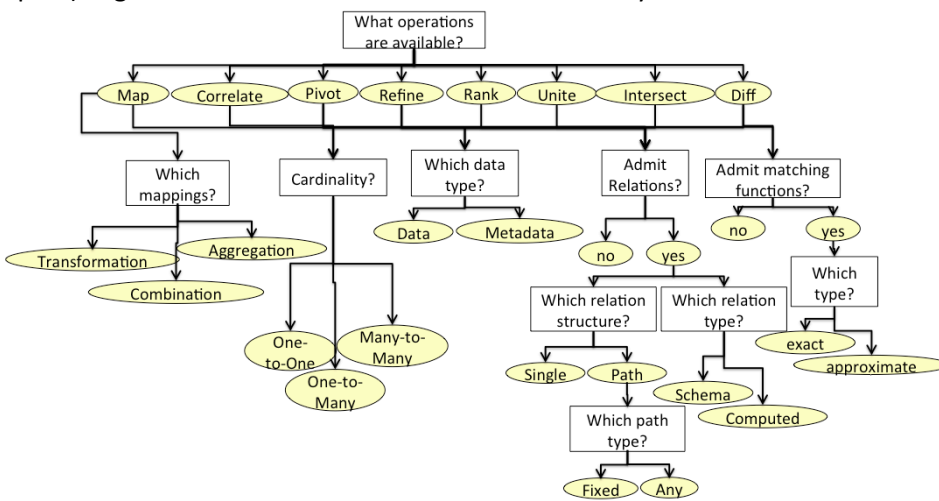 What operations
are available?
Map
Correlate
Pivot
Refine
Rank
Unite
Intersect
Diff
Which
mappings?
Cardinality?
Which data
type?
Admit
Relations?
Admit matching
functions?
Transformation
Aggregation
Combination
Data
Metadata
no
yes
no
yes
Which relation
structure?
Which relation
type?
Which
type?
One-
to-One
Many-to-
Many
One-to-
Many
Single
Path
Schema
Computed
exact
approximate
Which path
type?
Fixed
Any